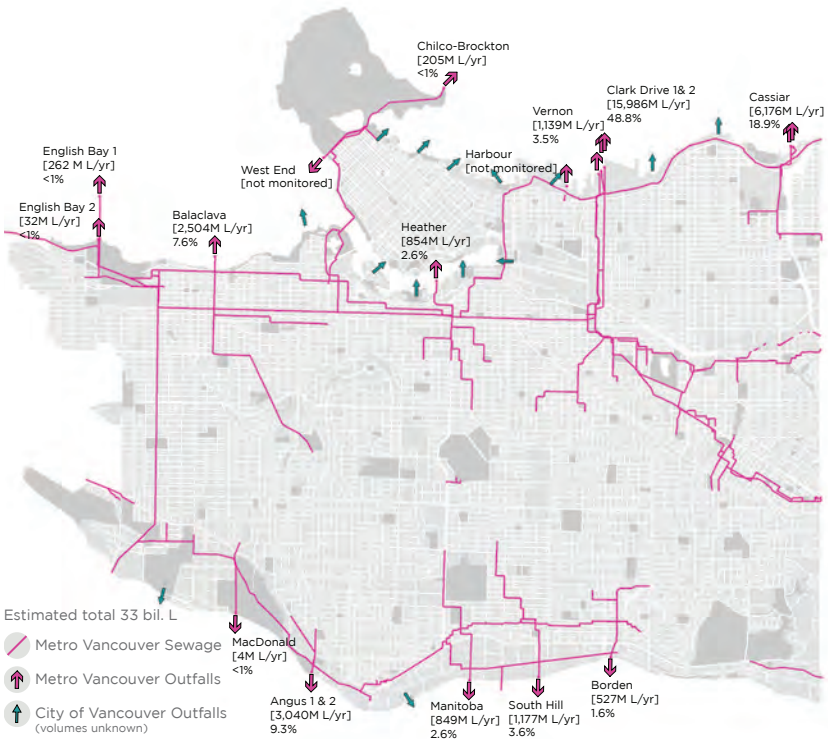 Chilco-Brockton
[205M L/yr]
<1%
Clark Drive 1& 2
[15,986M L/yr]
48.8%
Cassiar
[6,176M L/yr]
18.9%
Vernon
[1,139M L/yr]
3.5%
English Bay 1
[262 M L/yr]
<1%
Harbour
[not monitored]
West End
[not monitored]
English Bay 2
[32M L/yr]
<1%
Balaclava
[2,504M L/yr]
7.6%
Heather
[854M L/yr]
2.6%
Estimated total 33 bil. L
Metro Vancouver Sewage
Metro Vancouver Outfalls
City of Vancouver Outfalls
(volumes unknown)
MacDonald
[4M L/yr]
<1%
Angus 1 & 2
[3,040M L/yr]
9.3%
Manitoba
[849M L/yr]
2.6%
South Hill
[1,177M L/yr]
3.6%
Borden
[527M L/yr]
1.6%